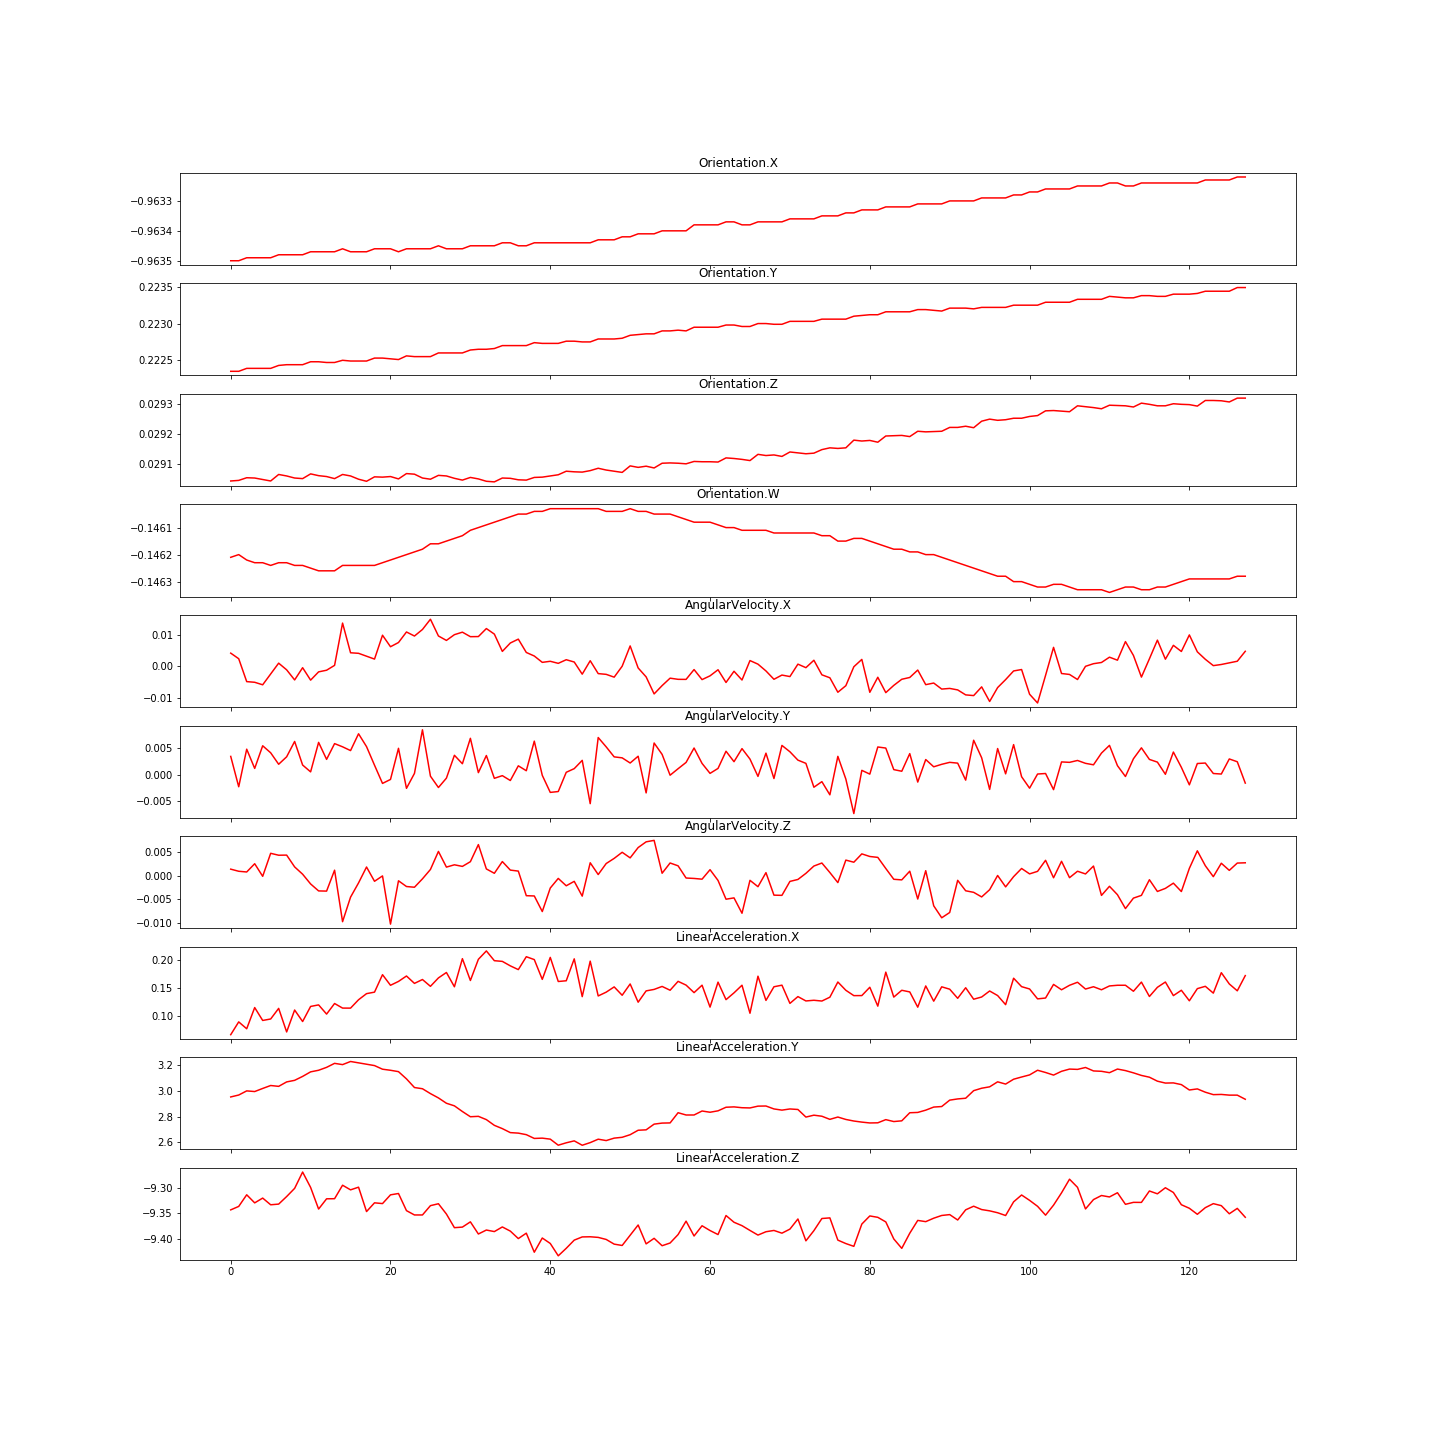 Orientation.X
−0.9633
−0.9634
−0.9635
Orientation.Y
0.2235
0.2230
0.2225
Orientation.Z
0.0293
0.0292
0.0291
Orientation.W
−0.1461
−0.1462
−0.1463
AngularVelocity.X
0.01
0.00
−0.01
AngularVelocity.Y
0.005
0.000
−0.005
AngularVelocity.Z
0.005
0.000
−0.005
−0.010
LinearAcceleration.X
0.20
0.15
0.10
LinearAcceleration.Y
3.2
3.0
2.8
2.6
LinearAcceleration.Z
−9.30
−9.35
−9.40
0 20 40 60 80 100 120